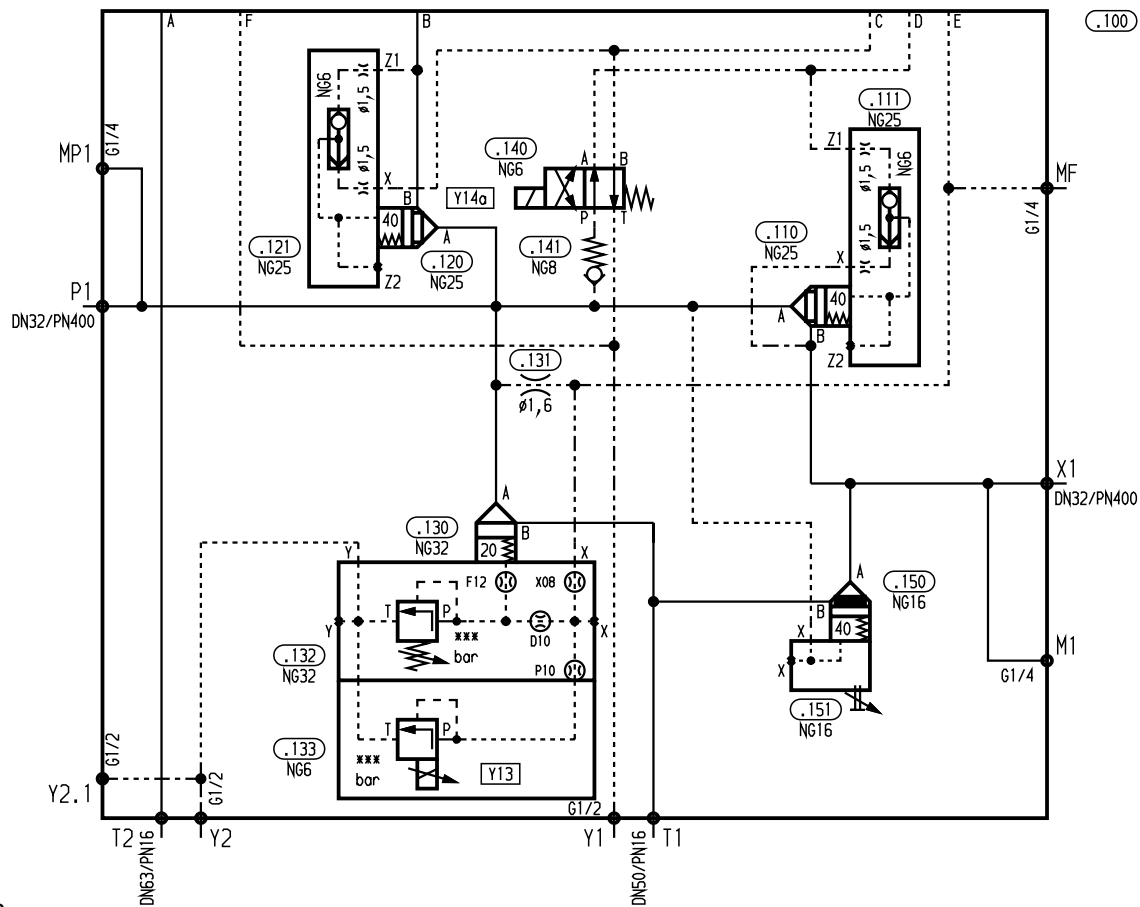 A F B C D E
.100
Z1
NG6
ø1,5
ø1,5
X
B
40
A
Z2
.121
NG25
.120
NG25
Y14a
.140
NG6
A B
P T
.141
NG8
.111
NG25
Z1
ø1,5
NG6
ø1,5
X
.110
NG25
40
A
B
Z2
G1/4
MP1
P1
DN32/PN400
MF
G1/4
.131
ø1,6
X1
DN32/PN400
A
.130
NG32
B
20
Y
X
F12
X08
T
P
Y
X
D10
***
bar
.132
NG32
P10
T
P
.133
NG6
***
bar
Y13
A
.150
NG16
B
X
40
X
.151
NG16
M1
G1/4
G1/2
Y2.1
G1/2
G1/2
T2
DN63/PN16
Y2
Y1
DN50/PN16
T1